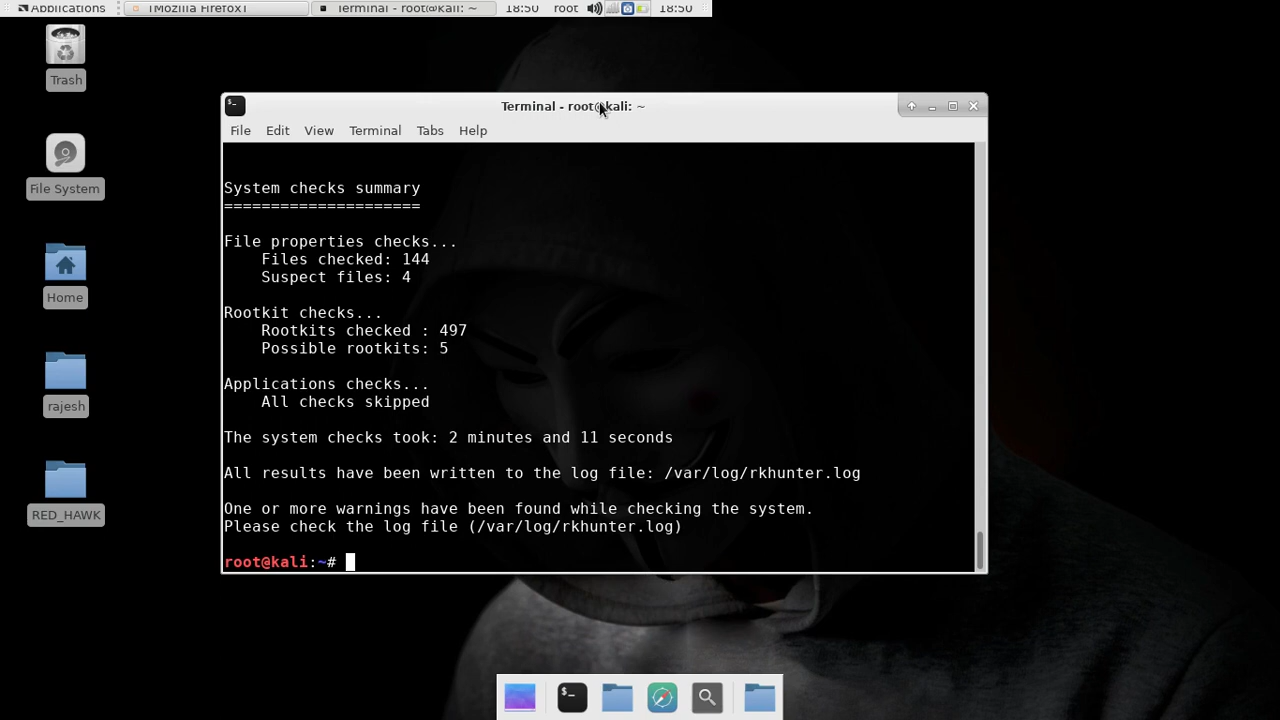 Applications
[Mozilla Firefox]
Terminal - root@kali: ~
18:50
root
18:50
Trash
File System
Home
rajesh
RED_HAWK
Terminal - root@kali: ~
File Edit View Terminal Tabs Help
System checks summary
=====================
File properties checks...
Files checked: 144
Suspect files: 4
Rootkit checks...
Rootkits checked : 497
Possible rootkits: 5
Applications checks...
All checks skipped
The system checks took: 2 minutes and 11 seconds
All results have been written to the log file: /var/log/rkhunter.log
One or more warnings have been found while checking the system.
Please check the log file (/var/log/rkhunter.log)
root@kali:~#